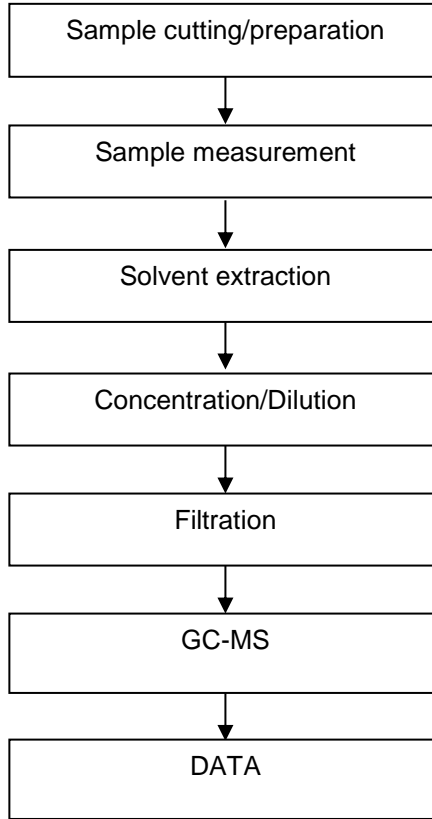 Sample cutting/preparation
Sample measurement
Solvent extraction
Concentration/Dilution
Filtration
GC-MS
DATA